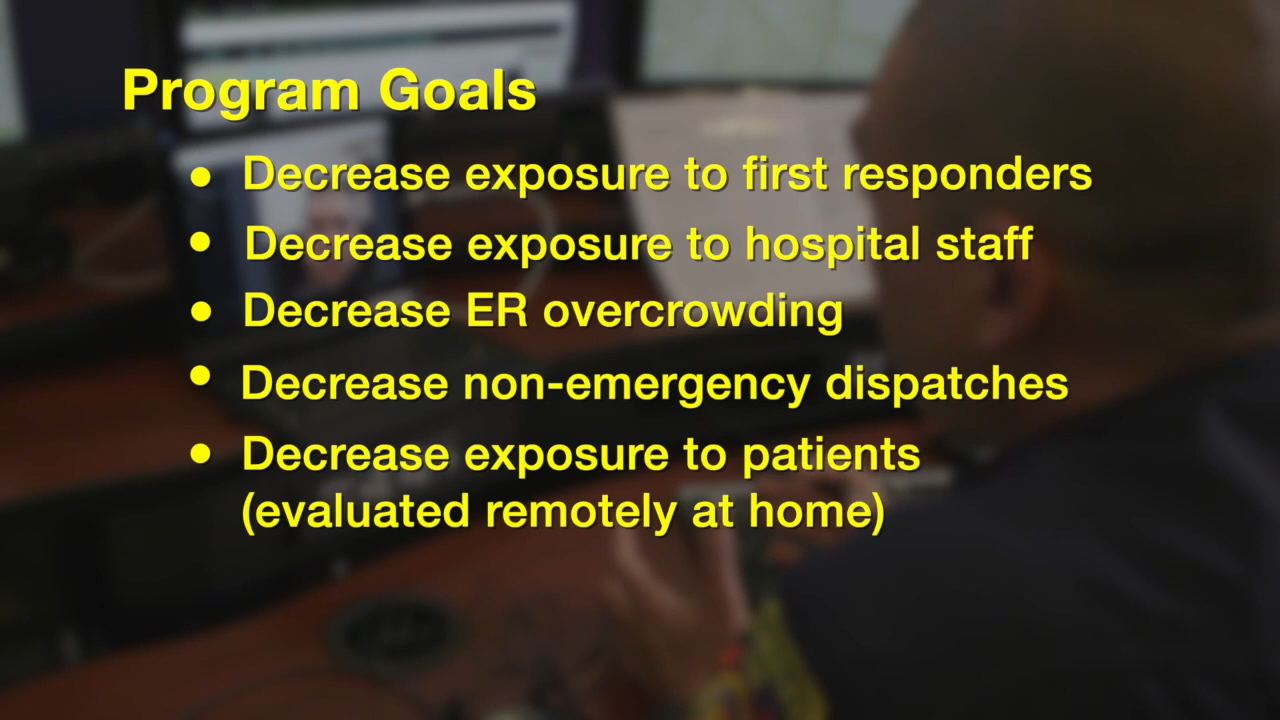 Program Goals
• Decrease exposure to first responders
• Decrease exposure to hospital staff
• Decrease ER overcrowding
• Decrease non-emergency dispatches
• Decrease exposure to patients
(evaluated remotely at home)